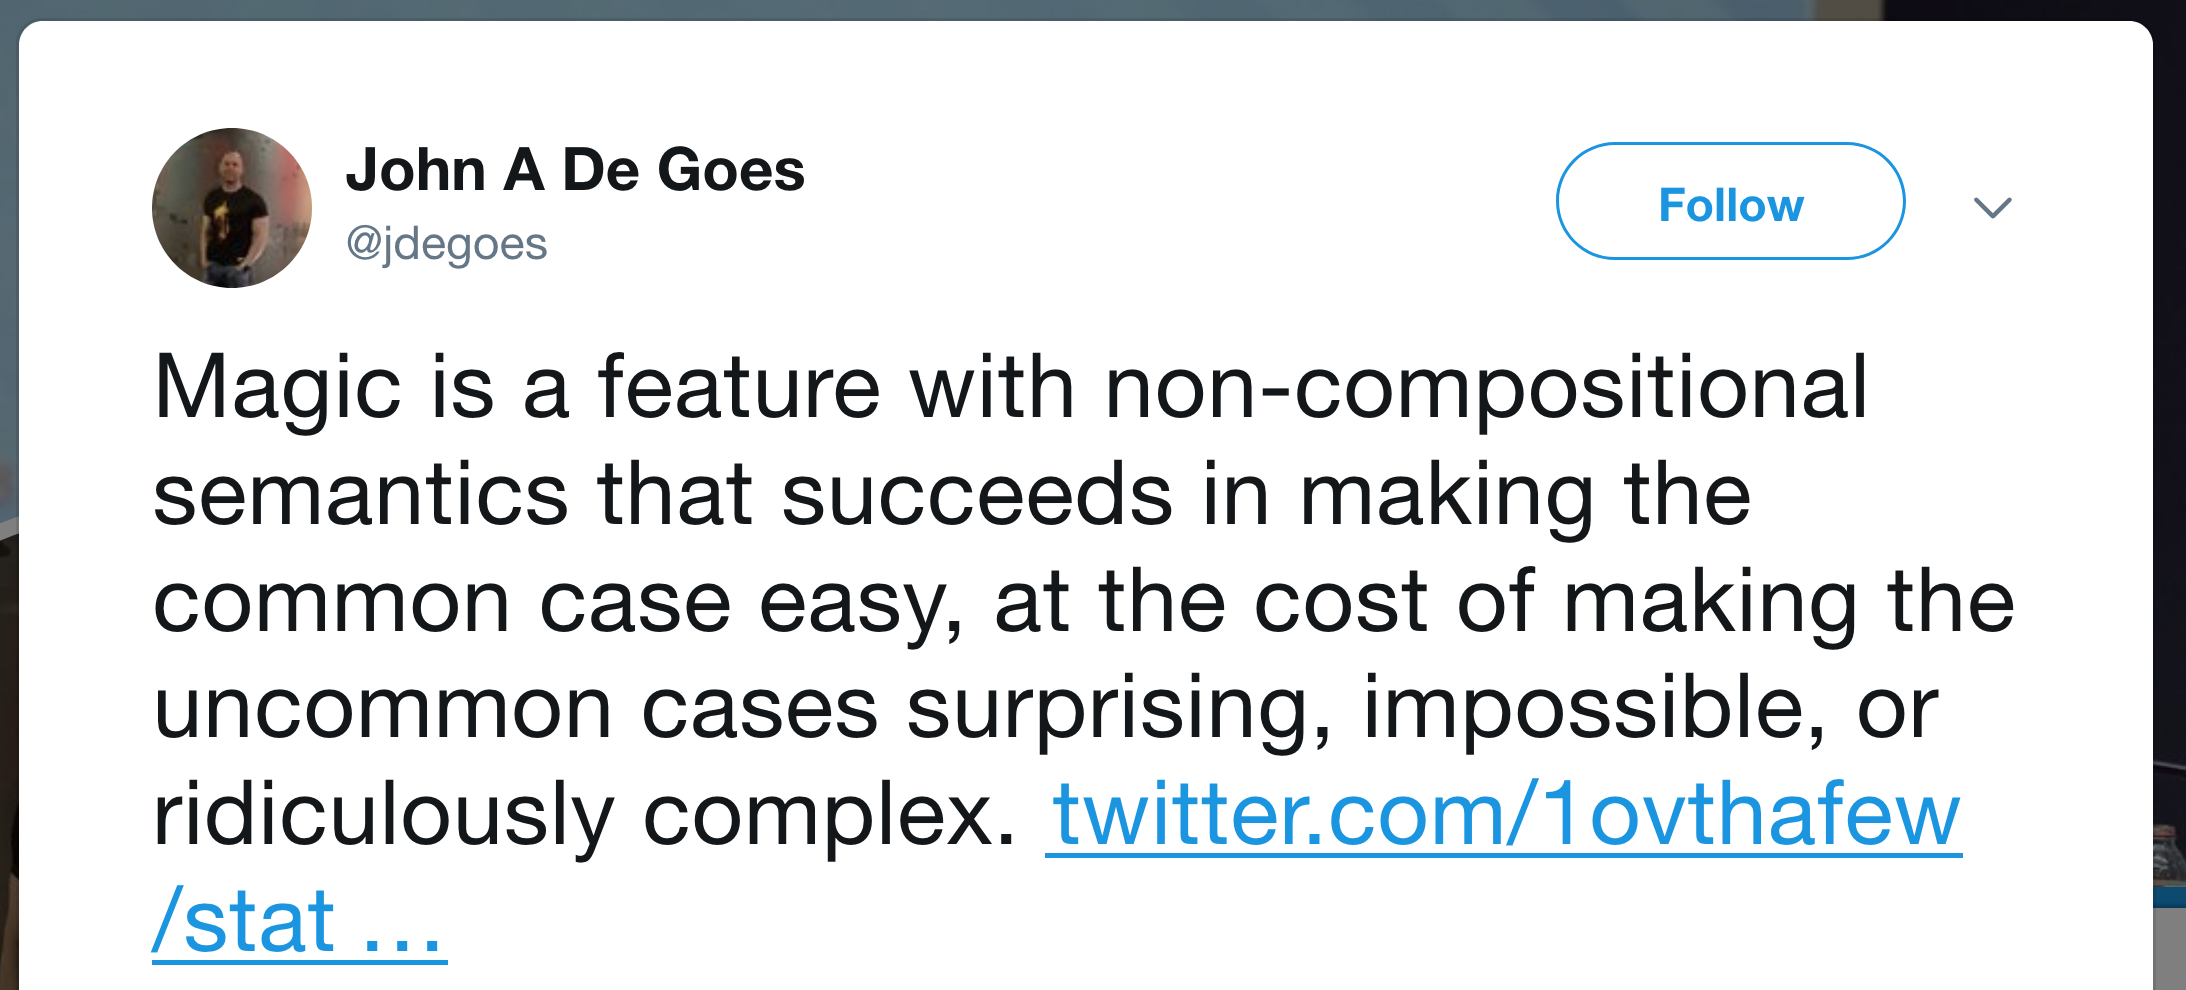 John A De Goes
@jdegoes
Follow
Magic is a feature with non-compositional
semantics that succeeds in making the
common case easy, at the cost of making the
uncommon cases surprising, impossible, or
ridiculously complex. twitter.com/1ovthafew
/stat …